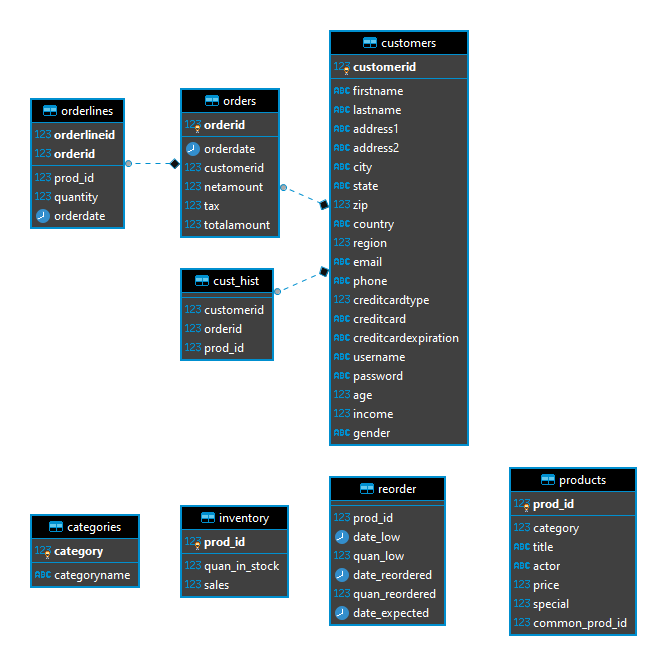 customers
123 customerid
ABC firstname
ABC lastname
ABC address1
ABC address2
ABC city
ABC state
123 zip
ABC country
123 region
ABC email
ABC phone
123 creditcardtype
ABC creditcard
ABC creditcardexpiration
ABC username
ABC password
123 age
123 income
ABC gender
orderlines
123 orderlineid
123 orderid
123 prod_id
123 quantity
orderdate
orders
123 orderid
orderdate
123 customerid
123 netamount
123 tax
123 totalamount
cust_hist
123 customerid
123 orderid
123 prod_id
categories
123 category
ABC categoryname
inventory
123 prod_id
123 quan_in_stock
123 sales
reorder
123 prod_id
date_low
123 quan_low
date_reordered
123 quan_reordered
date_expected
products
123 prod_id
123 category
ABC title
ABC actor
123 price
123 special
123 common_prod_id